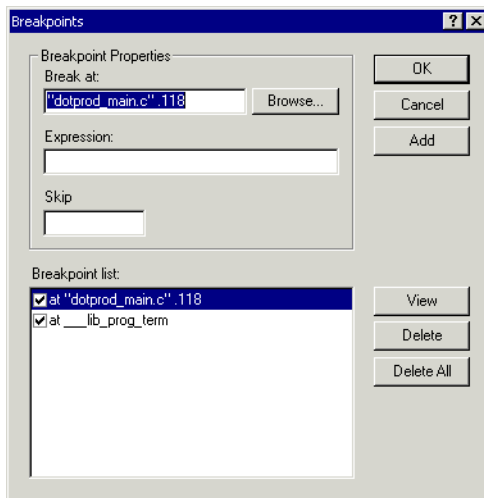 Breakpoints
Breakpoint Properties
Break at:
"dotprod_main.c" .118
Browse...
Expression:
Skip
OK
Cancel
Add
Breakpoint list:
at "dotprod_main.c" .118
at ___lib_prog_term
View
Delete
Delete All